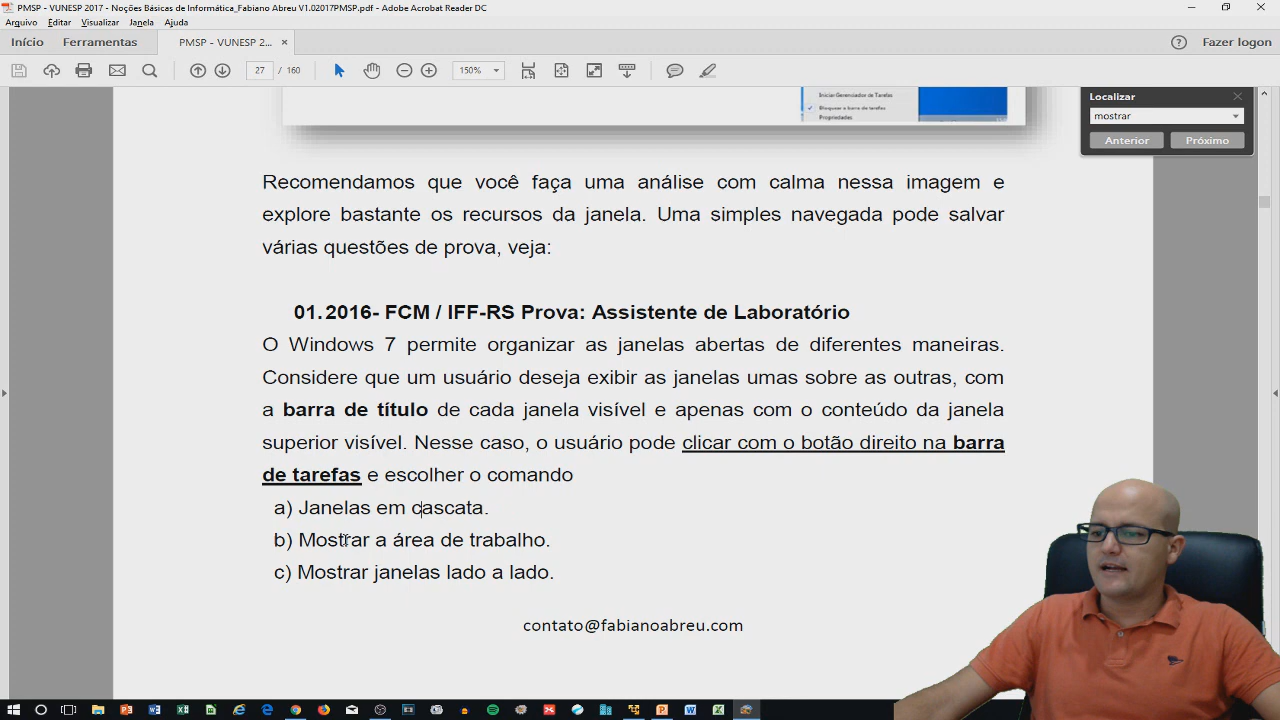 PMSP - VUNESP 2017 - Noções Básicas de Informática_Fabiano Abreu V1.02017PMSP.pdf - Adobe Acrobat Reader DC
Arquivo Editar Visualizar Janela Ajuda
Início Ferramentas PMSP - VUNESP 2... × Fazer logon
27 / 160 150%
Localizar
mostrar
Anterior Próximo
Iniciar Gerenciador de Tarefas
Bloquear a barra de tarefas
Propriedades
Recomendamos que você faça uma análise com calma nessa imagem e
explore bastante os recursos da janela. Uma simples navegada pode salvar
várias questões de prova, veja:
01. 2016- FCM / IFF-RS Prova: Assistente de Laboratório
O Windows 7 permite organizar as janelas abertas de diferentes maneiras.
Considere que um usuário deseja exibir as janelas umas sobre as outras, com
a barra de título de cada janela visível e apenas com o conteúdo da janela
superior visível. Nesse caso, o usuário pode clicar com o botão direito na barra
de tarefas e escolher o comando
a) Janelas em cascata.
b) Mostrar a área de trabalho.
c) Mostrar janelas lado a lado.
contato@fabianoabreu.com